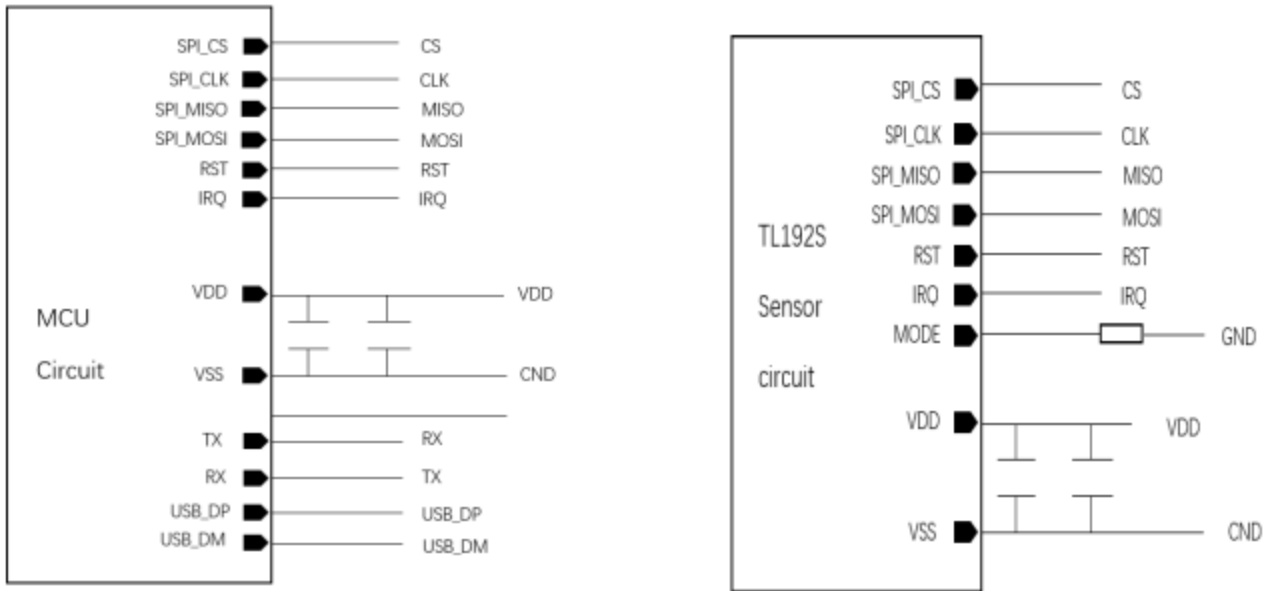 SPI_CS CS
SPI_CLK CLK
SPI_MISO MISO
SPI_MOSI MOSI
RST RST
IRQ IRQ
VDD VDD
MCU
Circuit
VSS CND
TX RX
RX TX
USB_DP USB_DP
USB_DM USB_DM
SPI_CS CS
SPI_CLK CLK
SPI_MISO MISO
SPI_MOSI MOSI
TL192S
RST RST
IRQ IRQ
Sensor
MODE GND
circuit
VDD VDD
VSS CND